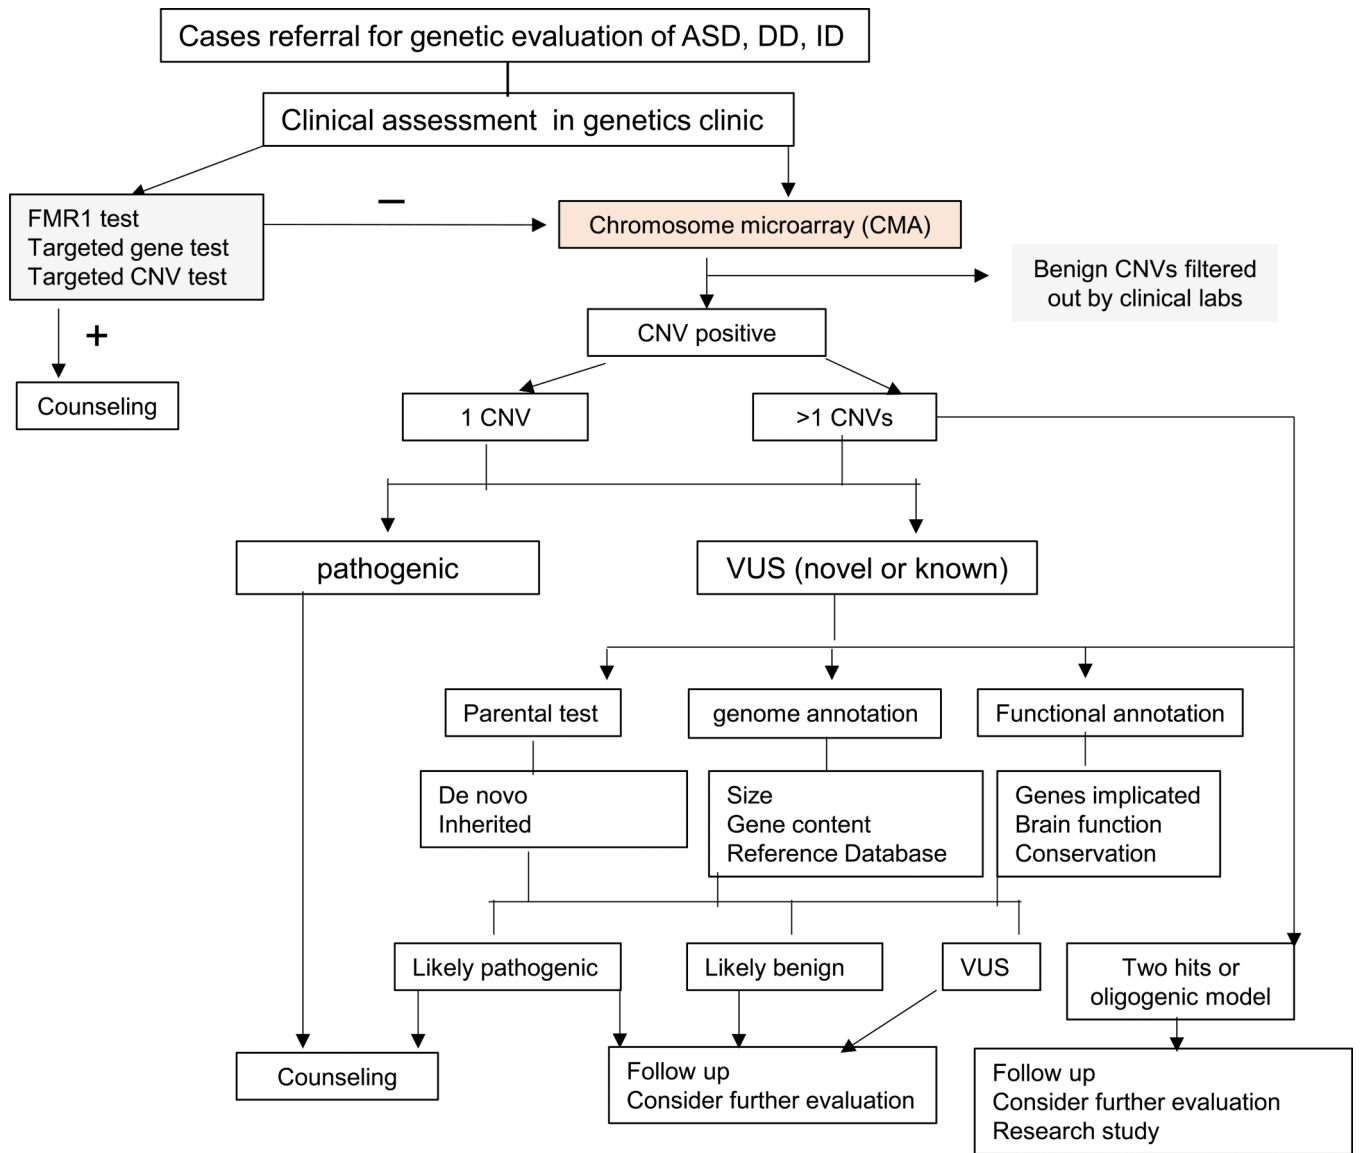 Cases referral for genetic evaluation of ASD, DD, ID
Clinical assessment in genetics clinic
FMR1 test
Targeted gene test
Targeted CNV test
−
Chromosome microarray (CMA)
Benign CNVs filtered
out by clinical labs
+
CNV positive
Counseling
1 CNV
>1 CNVs
pathogenic
VUS (novel or known)
Parental test
genome annotation
Functional annotation
De novo
Inherited
Size
Gene content
Reference Database
Genes implicated
Brain function
Conservation
Likely pathogenic
Likely benign
VUS
Two hits or
oligogenic model
Counseling
Follow up
Consider further evaluation
Follow up
Consider further evaluation
Research study